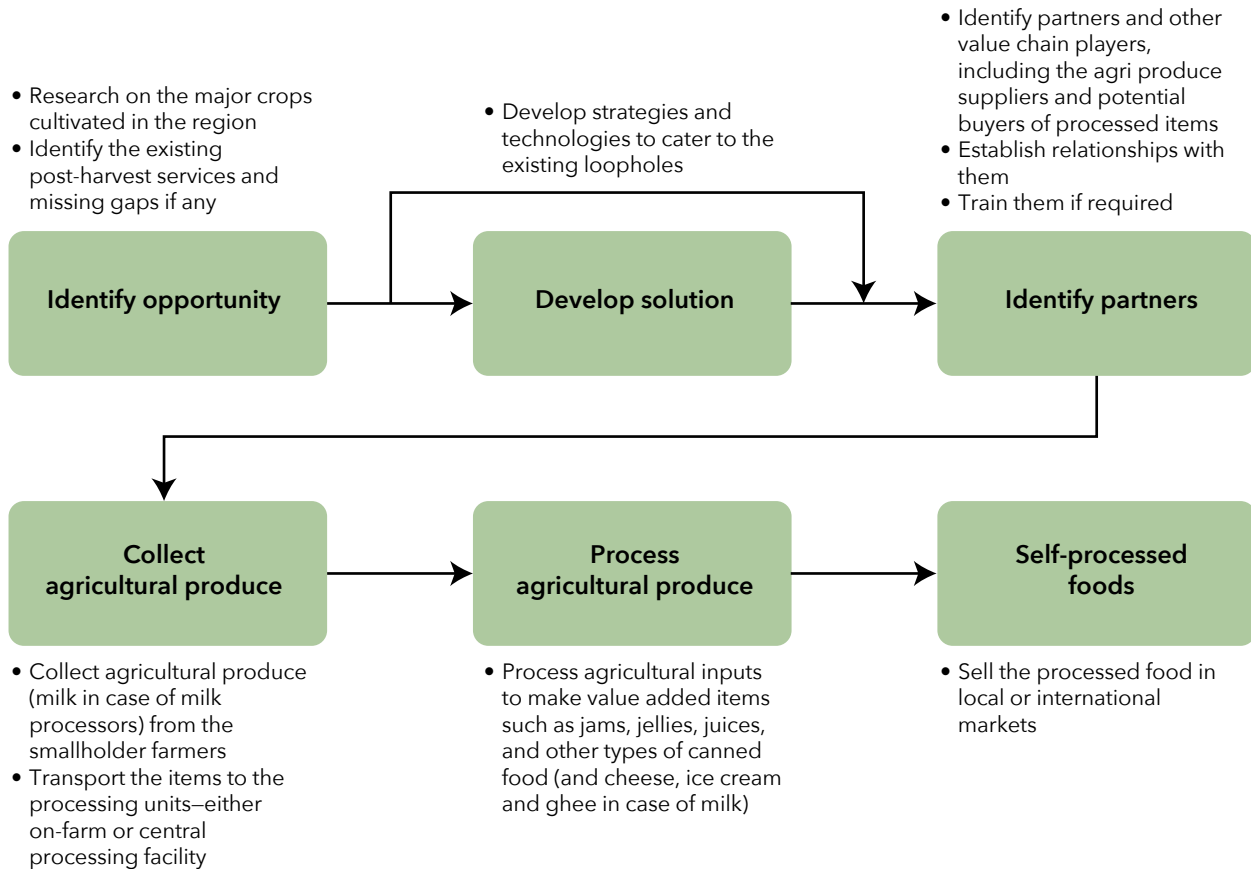 • Research on the major crops
cultivated in the region
• Identify the existing
post-harvest services and
missing gaps if any
• Develop strategies and
technologies to cater to the
existing loopholes
• Identify partners and other
value chain players,
including the agri produce
suppliers and potential
buyers of processed items
• Establish relationships with
them
• Train them if required
Identify opportunity
Develop solution
Identify partners
Collect
agricultural produce
Process
agricultural produce
Self-processed
foods
• Collect agricultural produce
(milk in case of milk
processors) from the
smallholder farmers
• Transport the items to the
processing units—either
on-farm or central
processing facility
• Process agricultural inputs
to make value added items
such as jams, jellies, juices,
and other types of canned
food (and cheese, ice cream
and ghee in case of milk)
• Sell the processed food in
local or international
markets